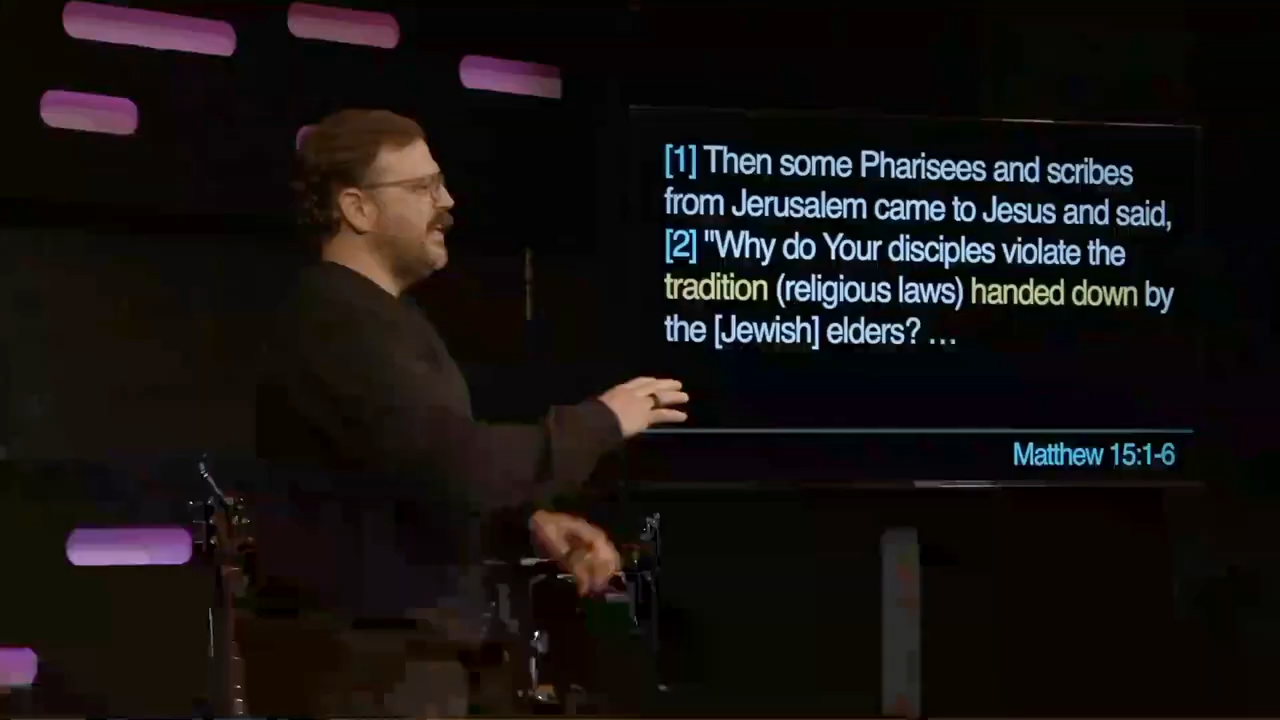 [1] Then some Pharisees and scribes
from Jerusalem came to Jesus and said,
[2] "Why do Your disciples violate the
tradition (religious laws) handed down by
the [Jewish] elders? ...
Matthew 15:1-6